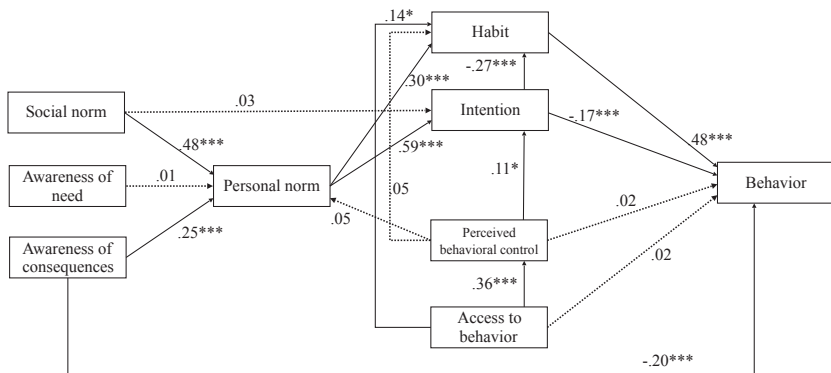 .14*
Habit
.30***
-.27***
Social norm
.03
Intention
-.17***
.48***
.48***
.59***
Awareness of
need
.01
Personal norm
.11*
Behavior
.05
.05
.02
Awareness of
consequences
.25***
Perceived
behavioral control
.02
.36***
Access to
behavior
-.20***